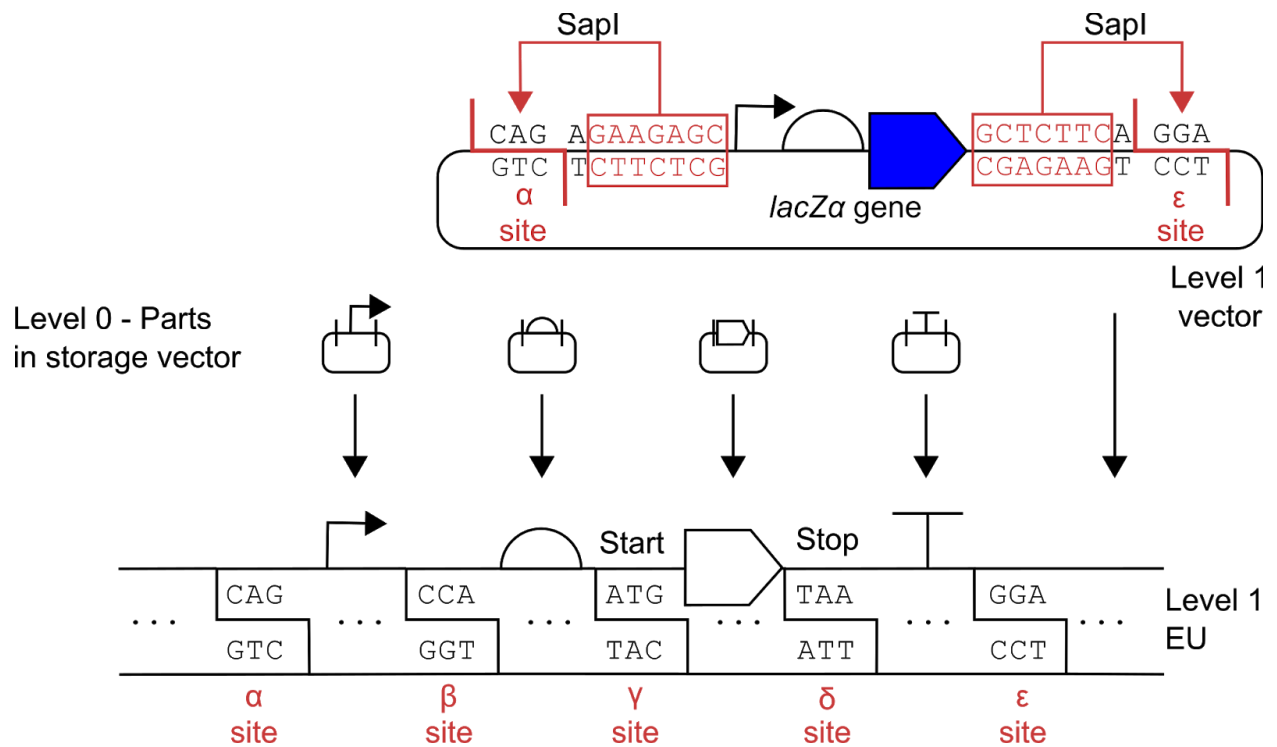 SapI
SapI
CAG AGAAGAGC GCTCTTCA GGA
GTC TCTTCTCG CGAGAAGT CCT
α
site
lacZα gene
ε
site
Level 1
vector
Level 0 - Parts
in storage vector
Start
Stop
CAG CCA ATG TAA GGA
... ... ... ... ... ...
GTC GGT TAC ATT CCT
Level 1
EU
α β γ δ ε
site site site site site